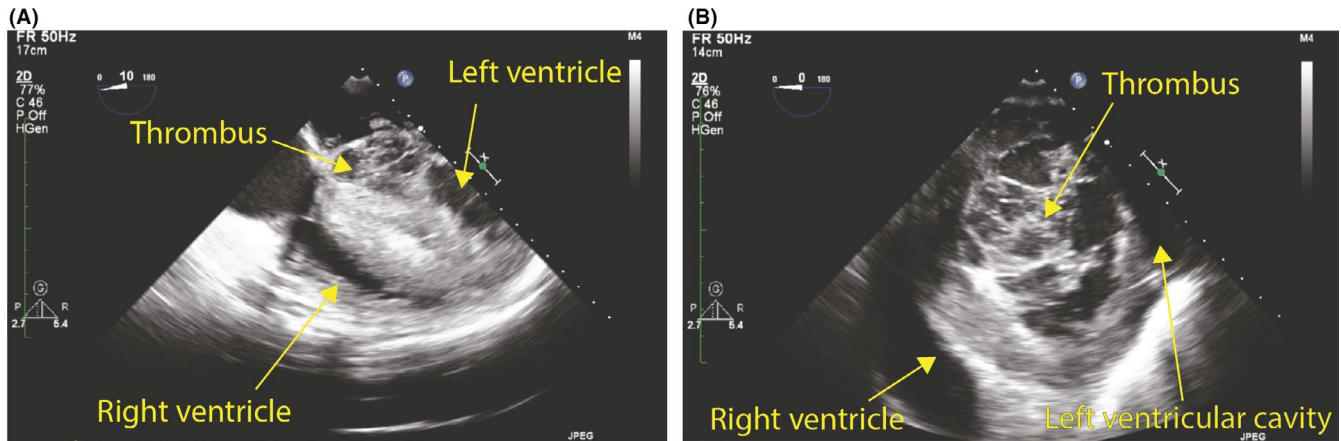 (A)
FR 50Hz
17cm
2D
77%
C 46
P Off
HGen
0 10 180
P
M4
Left ventricle
Thrombus
X
G
P R
2.7 5.4
Right ventricle
JPEG
(B)
FR 50Hz
14cm
2D
76%
C 46
P Off
HGen
0 0 180
P
M4
Thrombus
X
G
P R
2.7 5.4
Right ventricle
Left ventricular cavity
JPEG